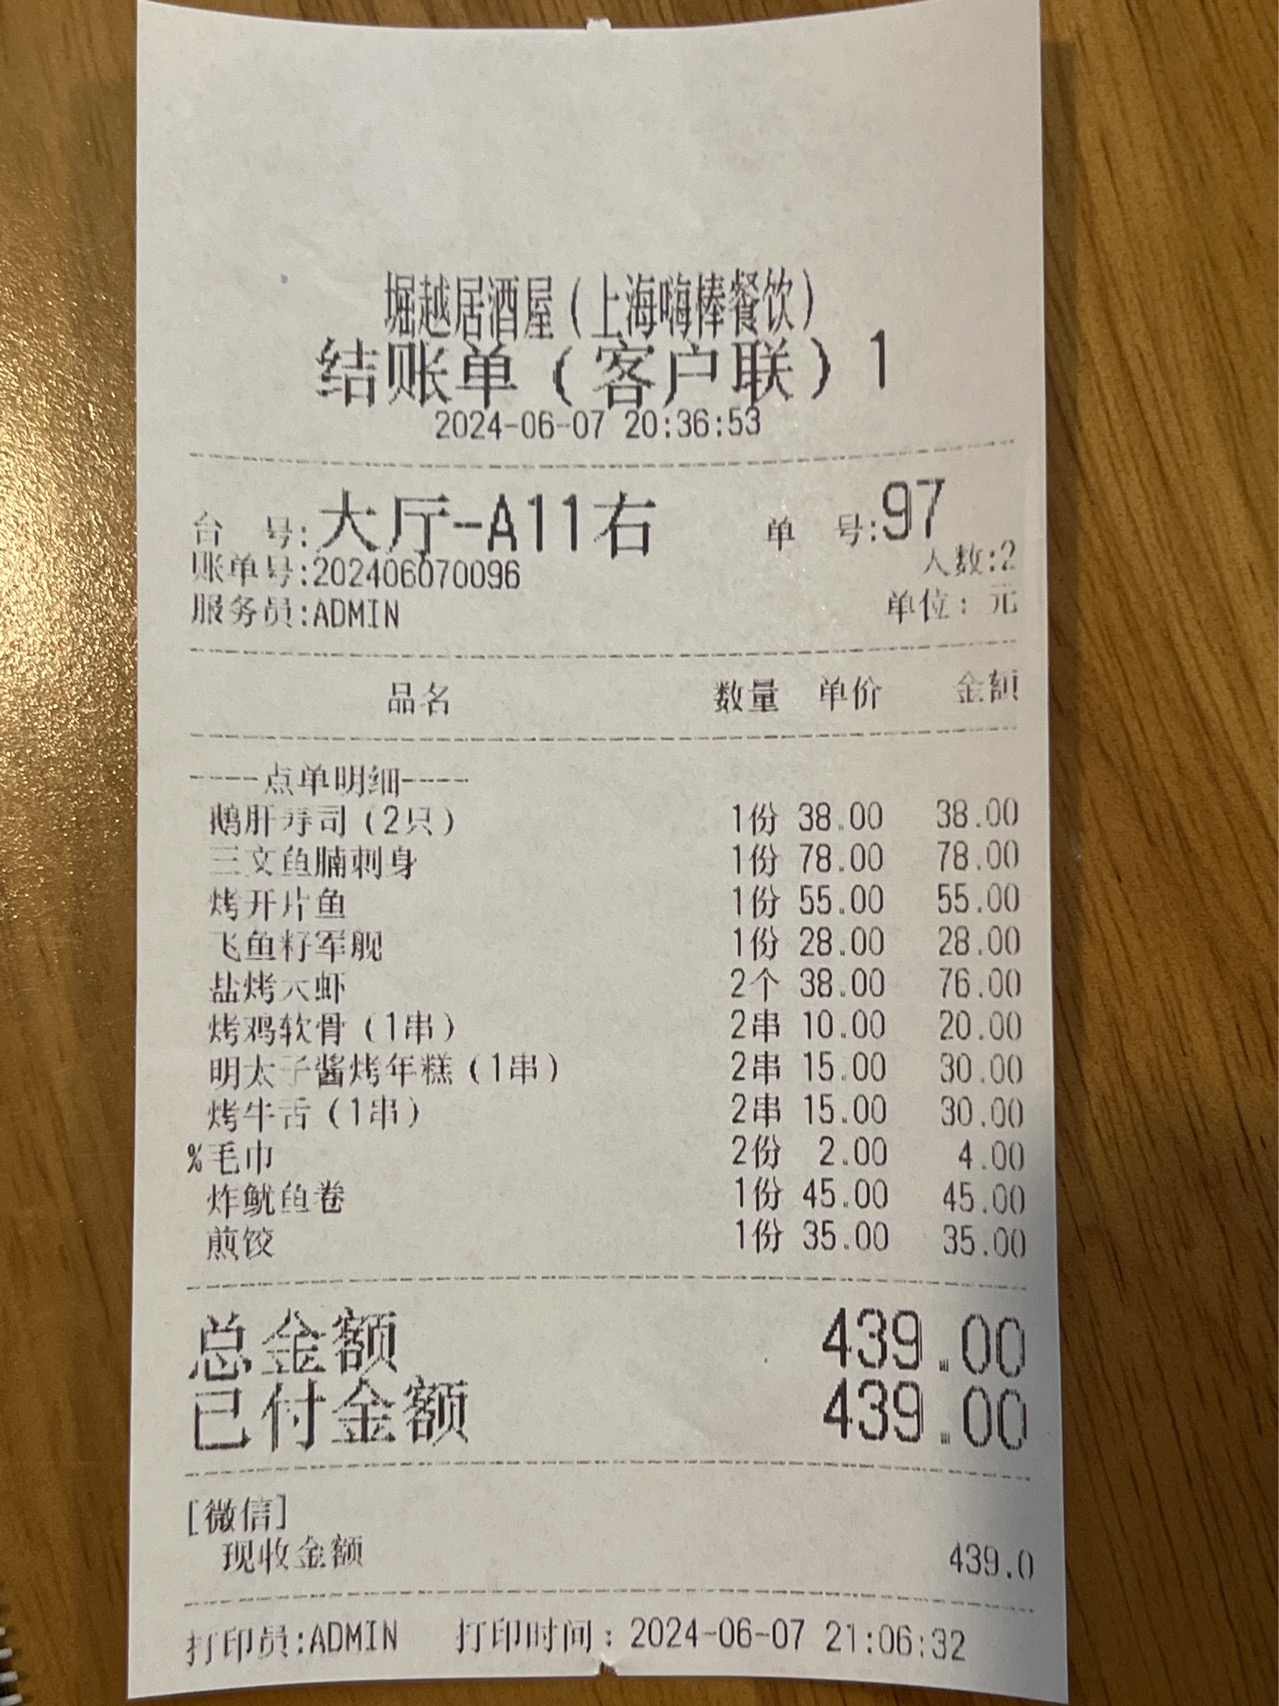 堀越居酒屋(上海嗨棒餐饮)
结账单(客户联)1
2024-06-07 20:36:53
台 号:大厅-A11右 单 号:97
账单号:202406070096 人数:2
服务员:ADMIN 单位: 元
品名 数量 单价 金额
----点单明细----
鹅肝寿司(2只) 1份 38.00 38.00
三文鱼腩刺身 1份 78.00 78.00
烤开片鱼 1份 55.00 55.00
飞鱼籽军舰 1份 28.00 28.00
盐烤大虾 2个 38.00 76.00
烤鸡软骨(1串) 2串 10.00 20.00
明太子酱烤年糕(1串) 2串 15.00 30.00
烤牛舌(1串) 2串 15.00 30.00
%毛巾 2份 2.00 4.00
炸鱿鱼卷 1份 45.00 45.00
煎饺 1份 35.00 35.00
总金额 439.00
已付金额 439.00
[微信]
现收金额 439.0
打印员:ADMIN 打印时间: 2024-06-07 21:06:32